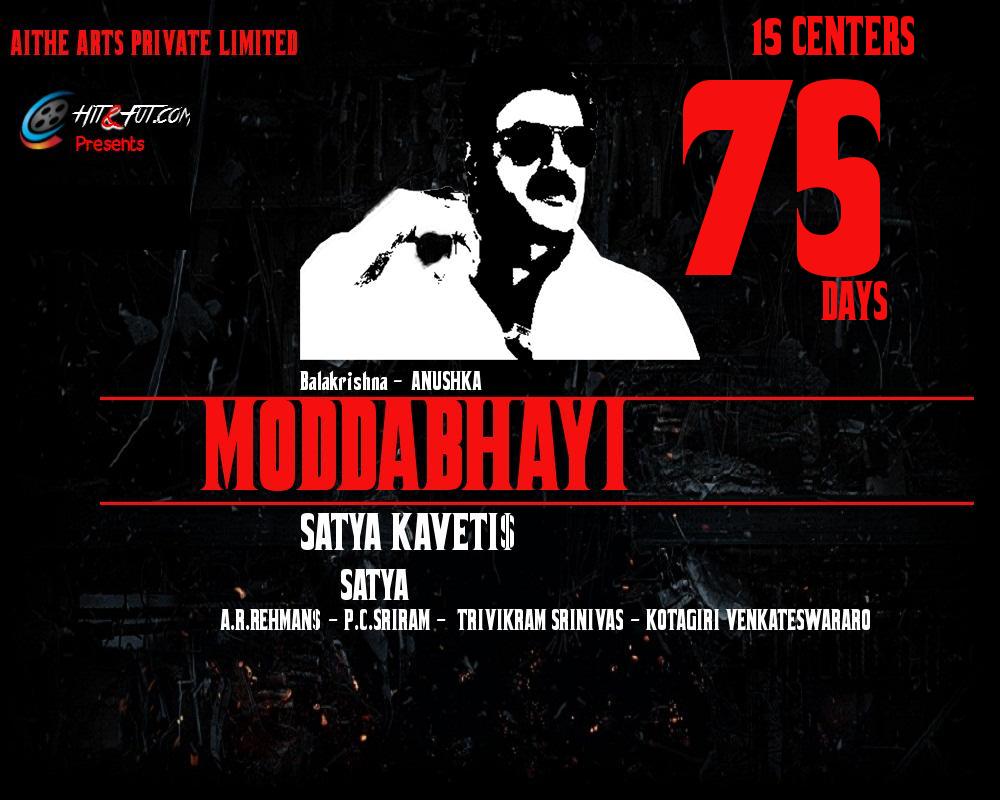 AITHE ARTS PRIVATE LIMITED
15 CENTERS
HIT&FUT.COM
Presents
75
DAYS
Balakrishna - ANUSHKA
MODDABHAYI
SATYA KAVETI$
SATYA
A.R.REHMAN$ - P.C.SRIRAM - TRIVIKRAM SRINIVAS - KOTAGIRI VENKATESWARARO